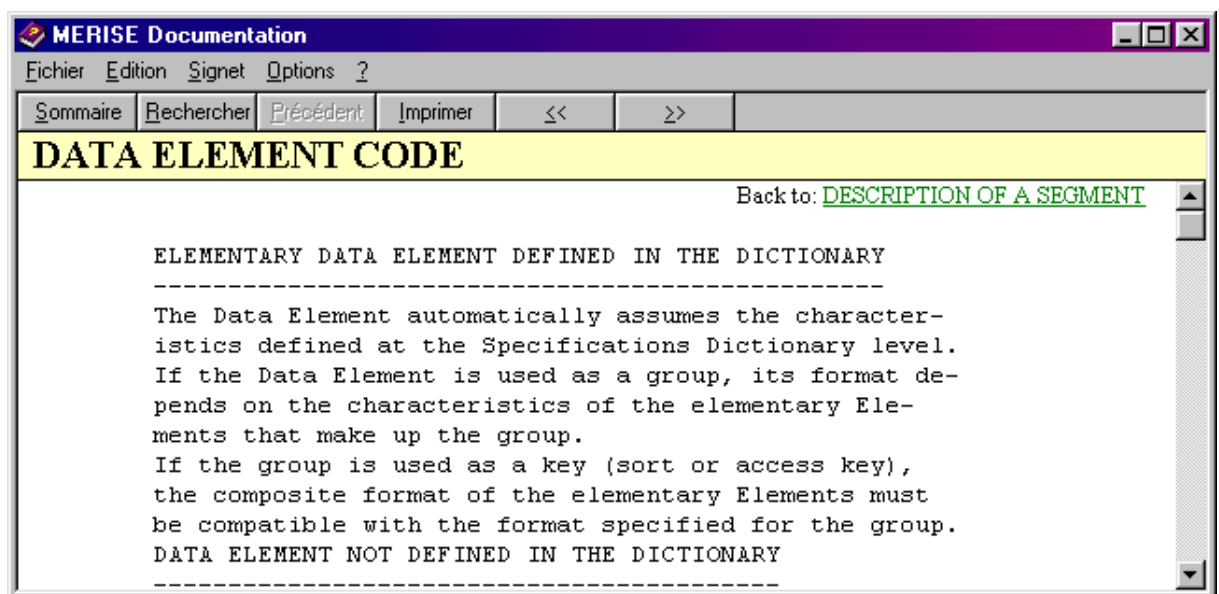 MERISE Documentation
Fichier Edition Signet Options ?
Sommaire Rechercher Précédent Imprimer << >>
DATA ELEMENT CODE
Back to: DESCRIPTION OF A SEGMENT
ELEMENTARY DATA ELEMENT DEFINED IN THE DICTIONARY
-------------------------------------------------
The Data Element automatically assumes the character-
istics defined at the Specifications Dictionary level.
If the Data Element is used as a group, its format de-
pends on the characteristics of the elementary Ele-
ments that make up the group.
If the group is used as a key (sort or access key),
the composite format of the elementary Elements must
be compatible with the format specified for the group.
DATA ELEMENT NOT DEFINED IN THE DICTIONARY
------------------------------------------